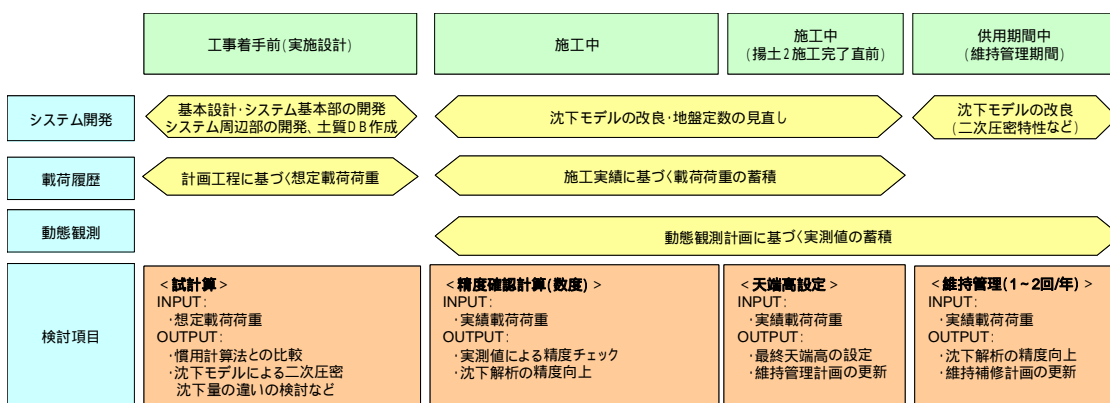 工事着手前(実施設計)
施工中
施工中
(揚土2施工完了直前)
供用期間中
(維持管理期間)
システム開発
基本設計・システム基本部の開発
システム周辺部の開発、土質DB作成
沈下モデルの改良・地盤定数の見直し
沈下モデルの改良
(二次圧密特性など)
載荷履歴
計画工程に基づく想定載荷荷重
施工実績に基づく載荷荷重の蓄積
動態観測
動態観測計画に基づく実測値の蓄積
検討項目
<試計算>
INPUT:
・想定載荷荷重
OUTPUT:
・慣用計算法との比較
・沈下モデルによる二次圧密
沈下量の違いの検討など
<精度確認計算(数度)>
INPUT:
・実績載荷荷重
OUTPUT:
・実測値による精度チェック
・沈下解析の精度向上
<天端高設定>
INPUT:
・実績載荷荷重
OUTPUT:
・最終天端高の設定
・維持管理計画の更新
<維持管理(1~2回/年)>
INPUT:
・実績載荷荷重
OUTPUT:
・沈下解析の精度向上
・維持補修計画の更新